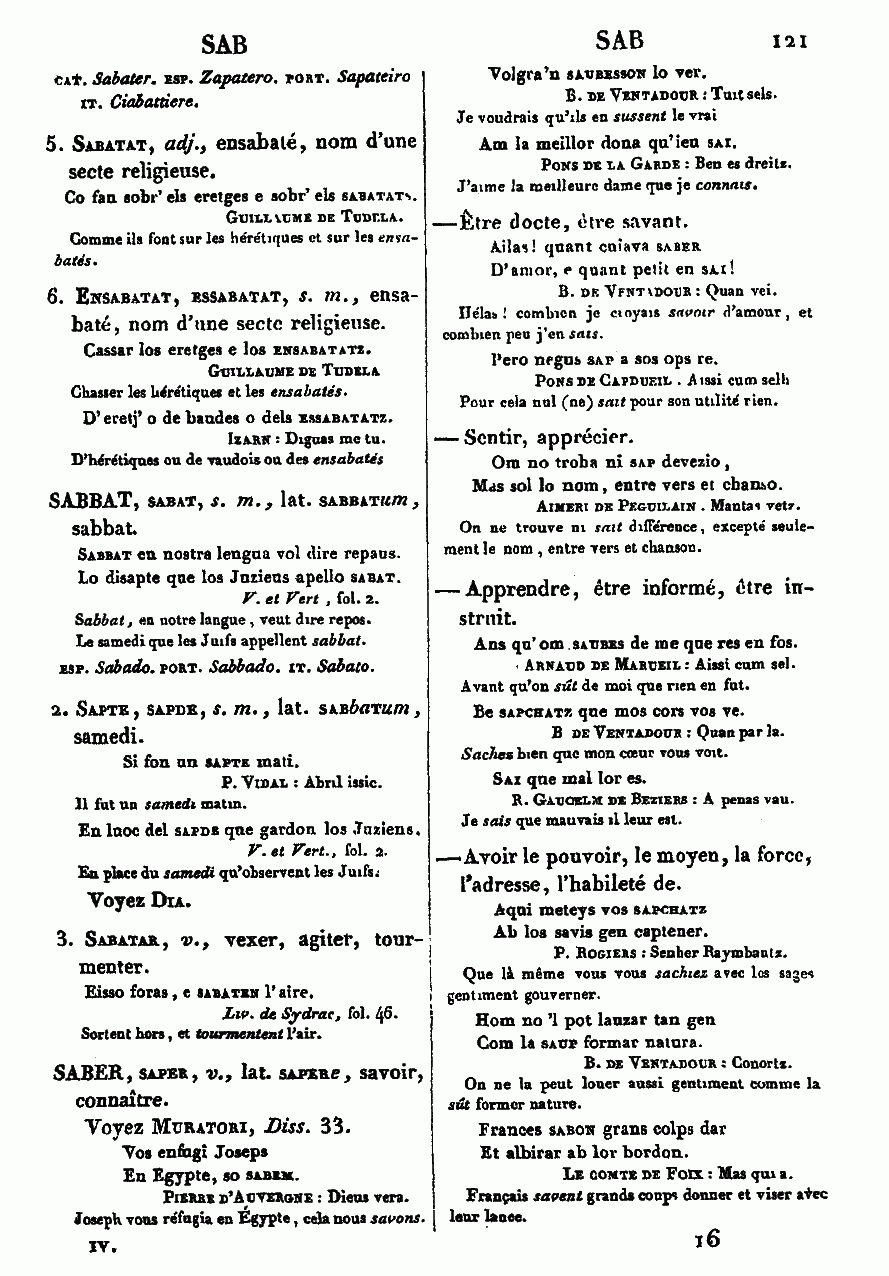 SAB
CAT. Sabater. ESP. Zapatero. PORT. Sapateiro
IT. Ciabattiere.
5. SABATAT, adj., ensabaté, nom d'une
secte religieuse.
Co fan sobr' els eretges e sobr' els SABATATS.
GUILLAUME DE TUDELA.
Comme ils font sur les hérétiques et sur les ensa-
batés.
6. ENSABATAT, ESSABATAT, s. m., ensa-
baté, nom d'une secte religieuse.
Cassar los eretges e los ENSABATATZ.
GUILLAUME DE TUDELA
Chasser les hérétiques et les ensabatés.
D' eretj' o de baudes o dels ESSABATATZ.
IZARN : Diguas me tu.
D'hérétiques ou de vaudois ou des ensabatés
SABBAT, SABAT, s. m., lat. SABBATum,
sabbat.
SABBAT en nostra lengua vol dire repaus.
Lo disapte que los Juzieus apello SABAT.
V. et Vert, fol. 2.
Sabbat, en notre langue, veut dire repos.
Le samedi que les Juifs appellent sabbat.
ESP. Sabado. PORT. Sabbado. IT. Sabato.
2. SAPTE, SAPDE, s. m., lat. SABbaTum,
samedi.
Si fon un SAPTE mati.
P. VIDAL : Abril issic.
Il fut un samedi matin.
En luoc del SAPDE que gardon los Juziens.
V. et Vert., fol. 2.
En place du samedi qu'observent les Juifs.
Voyez DIA.
3. SABATAR, v., vexer, agiter, tour-
menter.
Eisso foras, e SABATEN l'aire.
Liv. de Sydrac, fol. 46.
Sortent hors, et tourmentent l'air.
SABER, SAPER, v., lat. SAPERe, savoir,
connaître.
Voyez MURATORI, Diss. 33.
Vos enfugi Joseps
En Egypte, so SABEM.
PIERRE D'AUVERGNE : Dieus vera.
Joseph vous réfugia en Égypte, cela nous savons.
IV.
SAB 121
Volgra'n SAUBESSON lo ver.
B. DE VENTADOUR : Tuit sels.
Je voudrais qu'ils en sussent le vrai
Am la meillor dona qu'ieu SAI.
PONS DE LA GARDE : Ben es dreitz.
J'aime la meilleure dame que je connais.
— Être docte, être savant.
Ailas! quant cuiava SABER
D'amor, e quant petit en SAI!
B. DE VENTADOUR : Quan vei.
Hélas! combien je croyais savoir d'amour, et
combien peu j'en sais.
Pero negus SAP a sos ops re.
PONS DE CAPDUEIL. Aissi cum selh
Pour cela nul (ne) sait pour son utilité rien.
— Sentir, apprécier.
Om no troba ni SAP devezio,
Mas sol lo nom, entre vers et chanso.
AIMERI DE PEGUILAIN. Mantas vetz.
On ne trouve ni sait différence, excepté seule-
ment le nom, entre vers et chanson.
— Apprendre, être informé, être in-
struit.
Ans qu'om SAUBES de me que res en fos.
ARNAUD DE MARUEIL : Aissi cum sel.
Avant qu'on sût de moi que rien en fut.
Be SAPCHATZ que mos cors vos ve.
B DE VENTADOUR : Quan par la.
Saches bien que mon cœur vous voit.
SAI que mal lor es.
R. GAUCELM DE BEZIERS : A penas vau.
Je sais que mauvais il leur est.
— Avoir le pouvoir, le moyen, la force,
l'adresse, l'habileté de.
Aqui meteys vos SAPCHATZ
Ab los savis gen captener.
P. ROGIERS : Senher Raymbautz.
Que là même vous vous sachiez avec les sages
gentiment gouverner.
Hom no 'l pot lauzar tan gen
Com la SAUP formar natura.
B. DE VENTADOUR : Conortz.
On ne la peut louer aussi gentiment comme la
sût former nature.
Frances SABON grans colps dar
Et albirar ab lor bordon.
LE COMTE DE FOIX : Mas qui a.
Français savent grands coups donner et viser avec
leur lance.
16